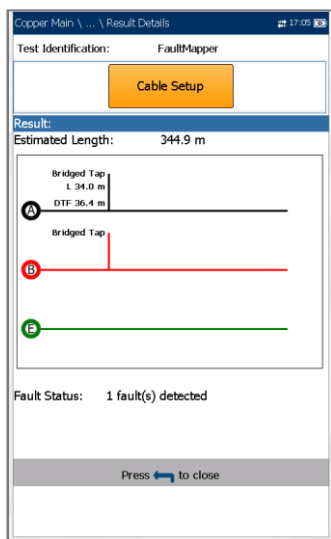 Copper Main \ ... \ Result Details 17:05
Test Identification: FaultMapper
Cable Setup
Result:
Estimated Length: 344.9 m
Bridged Tap
L 34.0 m
A DTF 36.4 m
Bridged Tap
B
E
Fault Status: 1 fault(s) detected
Press to close